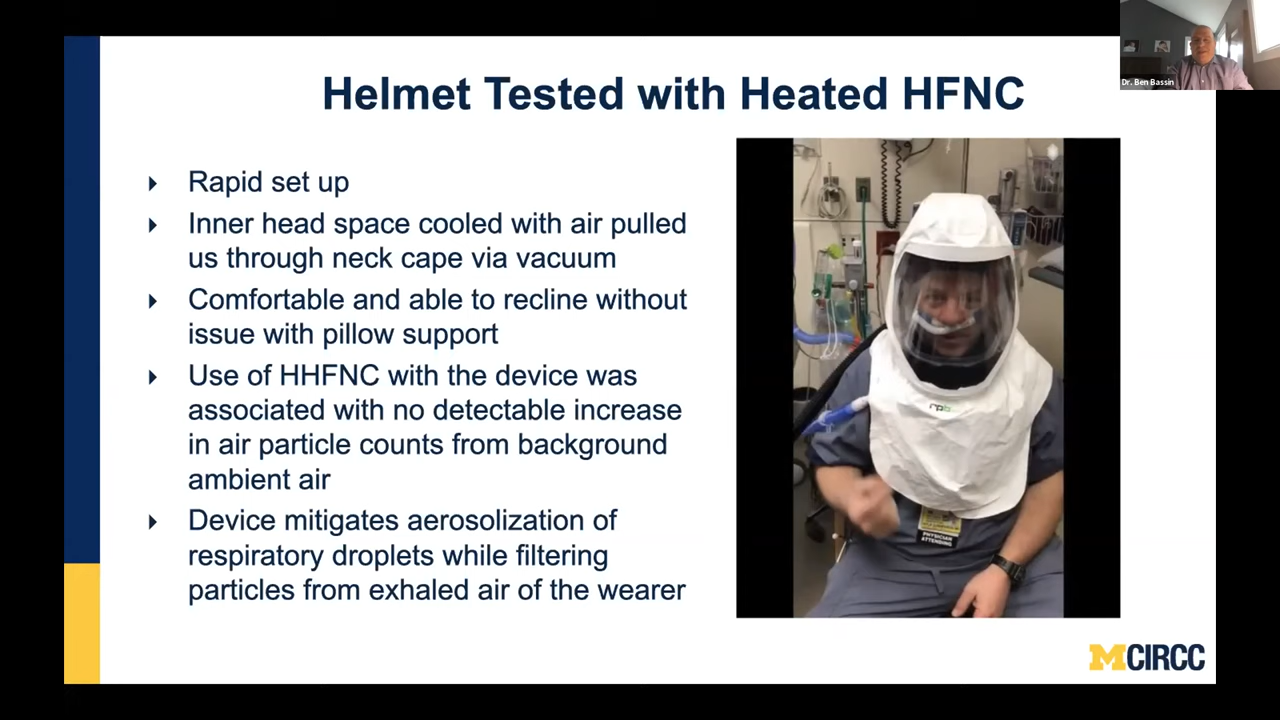 Helmet Tested with Heated HFNC
Dr. Ben Bassin
Rapid set up
Inner head space cooled with air pulled
us through neck cape via vacuum
Comfortable and able to recline without
issue with pillow support
Use of HHFNC with the device was
associated with no detectable increase
in air particle counts from background
ambient air
Device mitigates aerosolization of
respiratory droplets while filtering
particles from exhaled air of the wearer
rpb
PHYSICIAN
ATTENDING
MCIRCC